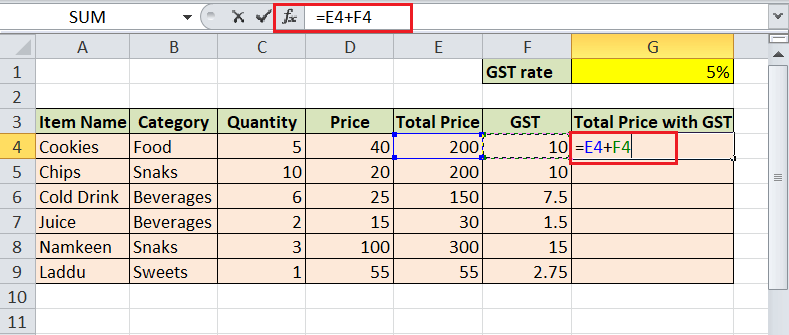 SUM fx =E4+F4
A B C D E F G
1 GST rate 5%
2
3 Item Name Category Quantity Price Total Price GST Total Price with GST
4 Cookies Food 5 40 200 10 =E4+F4
5 Chips Snaks 10 20 200 10
6 Cold Drink Beverages 6 25 150 7.5
7 Juice Beverages 2 15 30 1.5
8 Namkeen Snaks 3 100 300 15
9 Laddu Sweets 1 55 55 2.75
10
11